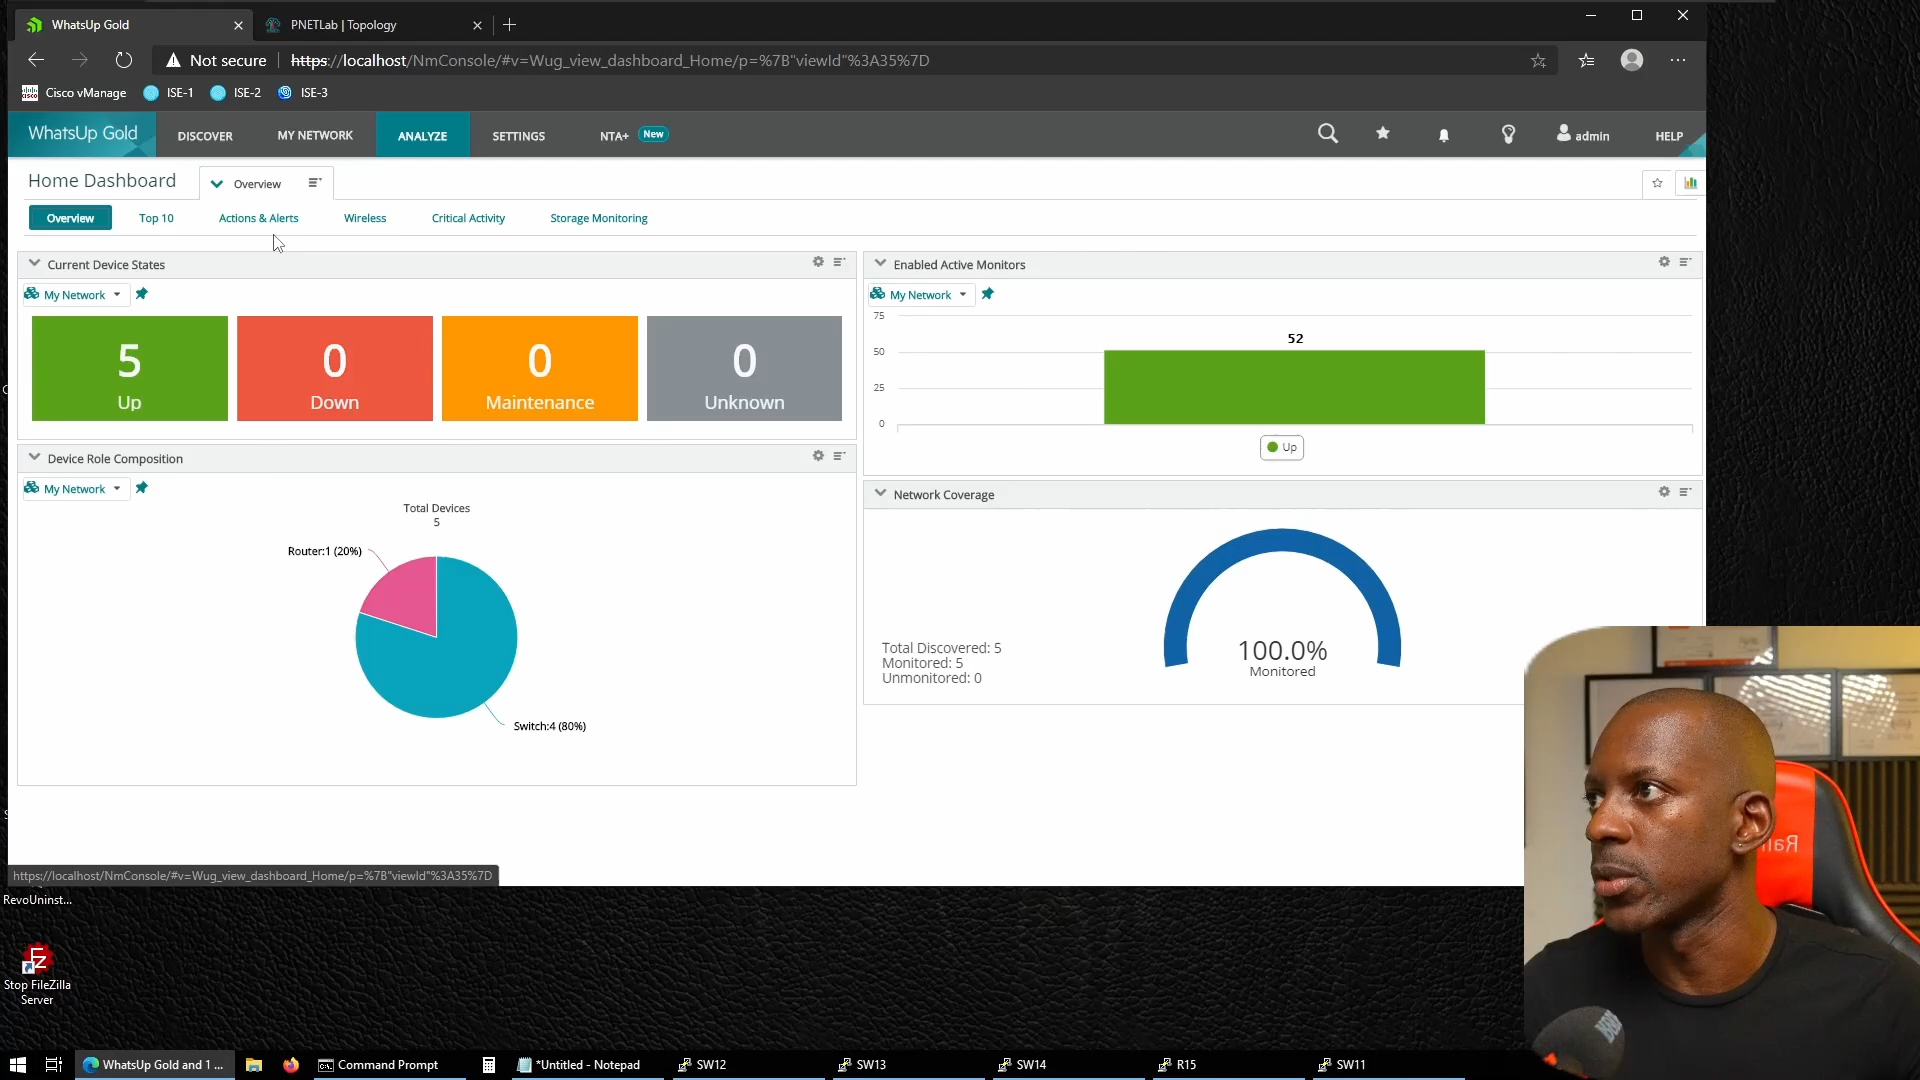 WhatsUp Gold
PNETLab | Topology
Not secure
https://localhost/NmConsole/#v=Wug_view_dashboard_Home/p=%7B"viewId"%3A35%7D
Cisco vManage
ISE-1
ISE-2
ISE-3
WhatsUp Gold
DISCOVER
MY NETWORK
ANALYZE
SETTINGS
NTA+
New
admin
HELP
Home Dashboard
Overview
Overview
Top 10
Actions & Alerts
Wireless
Critical Activity
Storage Monitoring
Current Device States
My Network
5
Up
0
Down
0
Maintenance
0
Unknown
Enabled Active Monitors
My Network
75
50
25
0
52
Up
Device Role Composition
My Network
Total Devices
5
Router:1 (20%)
Switch:4 (80%)
Network Coverage
Total Discovered: 5
Monitored: 5
Unmonitored: 0
100.0%
Monitored
https://localhost/NmConsole/#v=Wug_view_dashboard_Home/p=%7B"viewId"%3A35%7D
RevoUninst...
FZ
Stop FileZilla
Server
WhatsUp Gold and 1 ...
Command Prompt
*Untitled - Notepad
SW12
SW13
SW14
R15
SW11